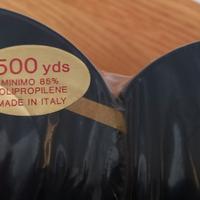 500 yds
MINIMO 85%
POLIPROPILENE
MADE IN ITALY